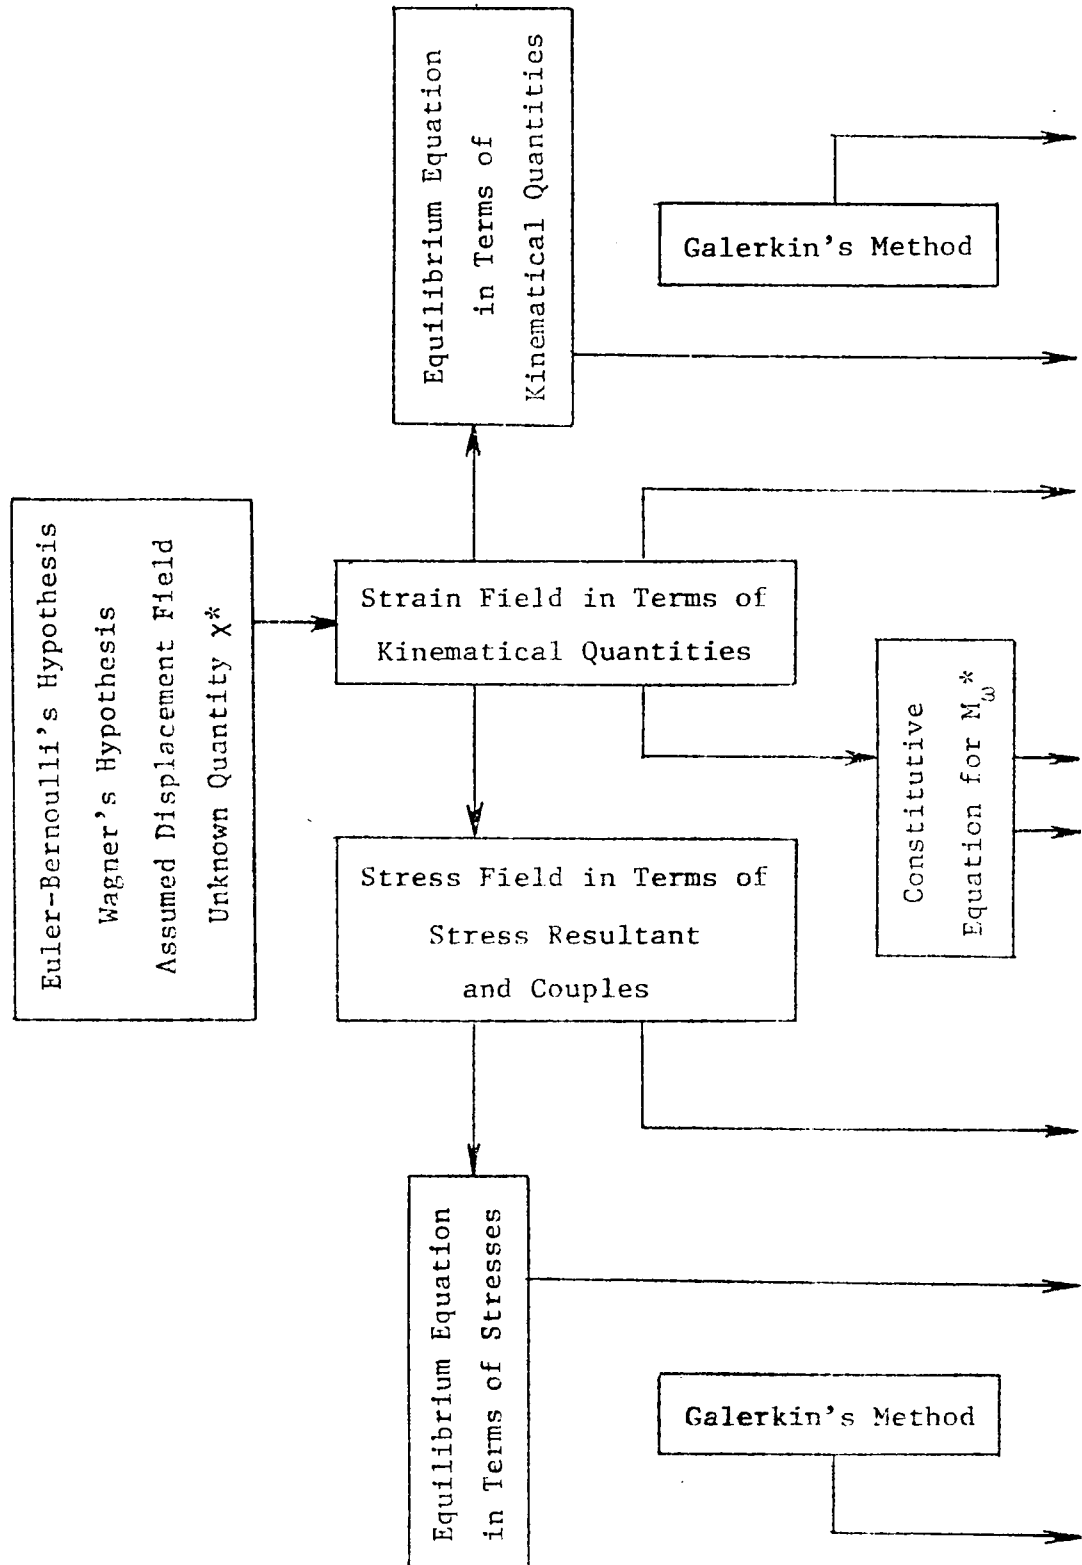 Equilibrium Equation
in Terms of
Kinematical Quantities
Galerkin's Method
Euler-Bernoulli's Hypothesis
Wagner's Hypothesis
Assumed Displacement Field
Unknown Quantity χ*
Strain Field in Terms of
Kinematical Quantities
Constitutive
Equation for M_ω*
Stress Field in Terms of
Stress Resultant
and Couples
Equilibrium Equation
in Terms of Stresses
Galerkin's Method